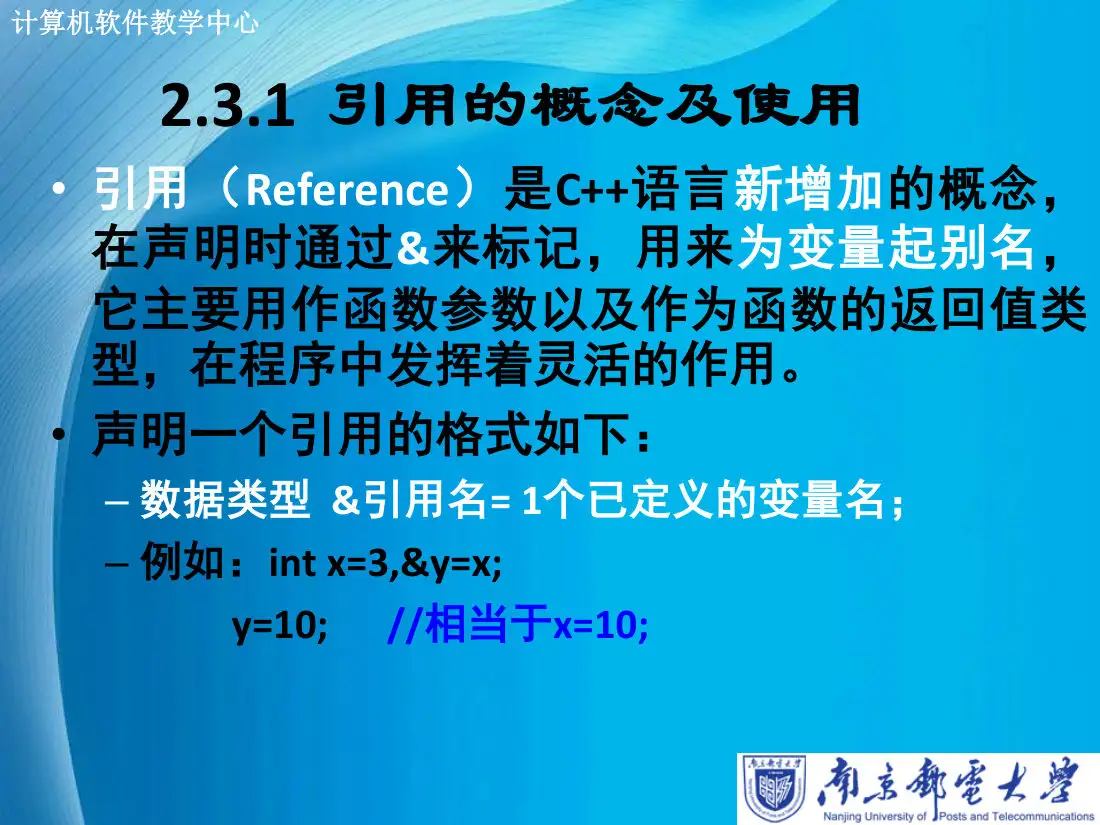 计算机软件教学中心
2.3.1 引用的概念及使用
• 引用（Reference）是C++语言新增加的概念，
在声明时通过&来标记，用来为变量起别名，
它主要用作函数参数以及作为函数的返回值类
型，在程序中发挥着灵活的作用。
• 声明一个引用的格式如下：
– 数据类型 &引用名= 1个已定义的变量名；
– 例如：int x=3,&y=x;
y=10; //相当于x=10;
南京郵電大學
Nanjing University of Posts and Telecommunications